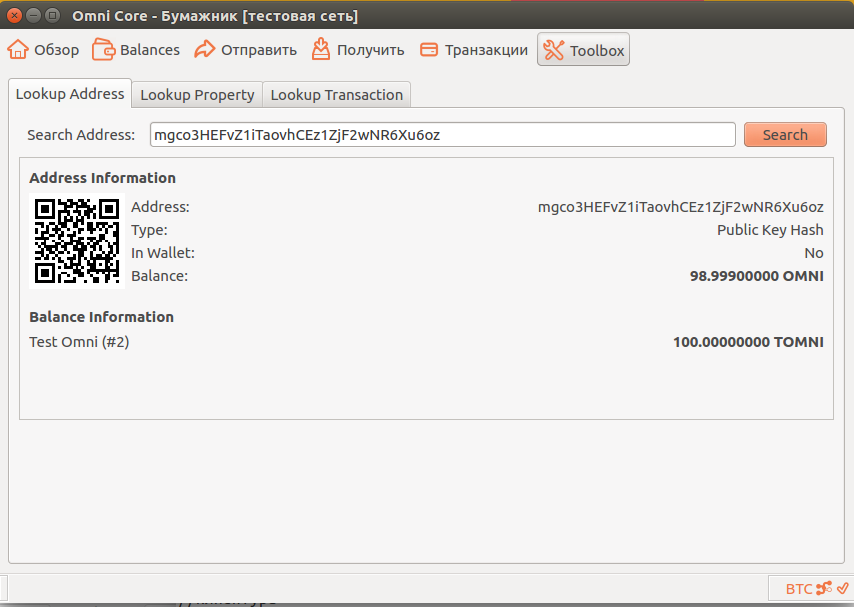 Omni Core - Бумажник [тестовая сеть]
Обзор Balances Отправить Получить Транзакции Toolbox
Lookup Address Lookup Property Lookup Transaction
Search Address: mgco3HEFvZ1iTaovhCEz1ZjF2wNR6Xu6oz Search
Address Information
Address: mgco3HEFvZ1iTaovhCEz1ZjF2wNR6Xu6oz
Type: Public Key Hash
In Wallet: No
Balance: 98.99900000 OMNI
Balance Information
Test Omni (#2) 100.00000000 TOMNI
BTC